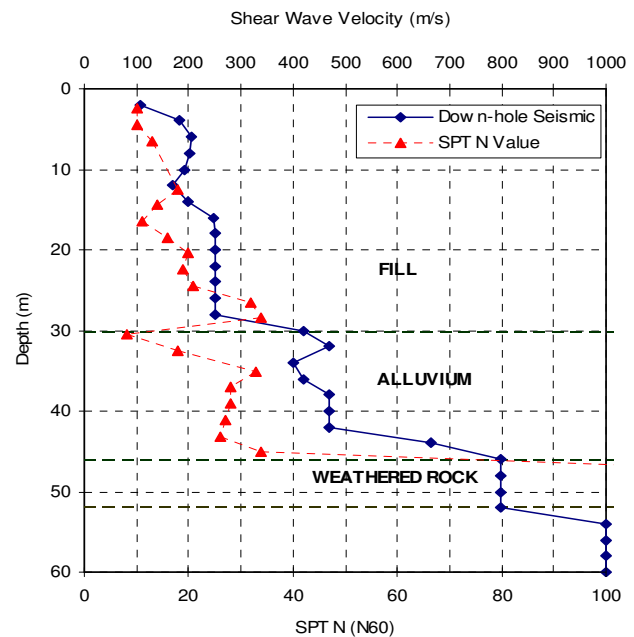 Shear Wave Velocity (m/s)
0 100 200 300 400 500 600 700 800 900 1000
0
Down-hole Seismic
SPT N Value
10
20
FILL
30
ALLUVIUM
40
WEATHERED ROCK
50
60
Depth (m)
0 20 40 60 80 100
SPT N (N60)